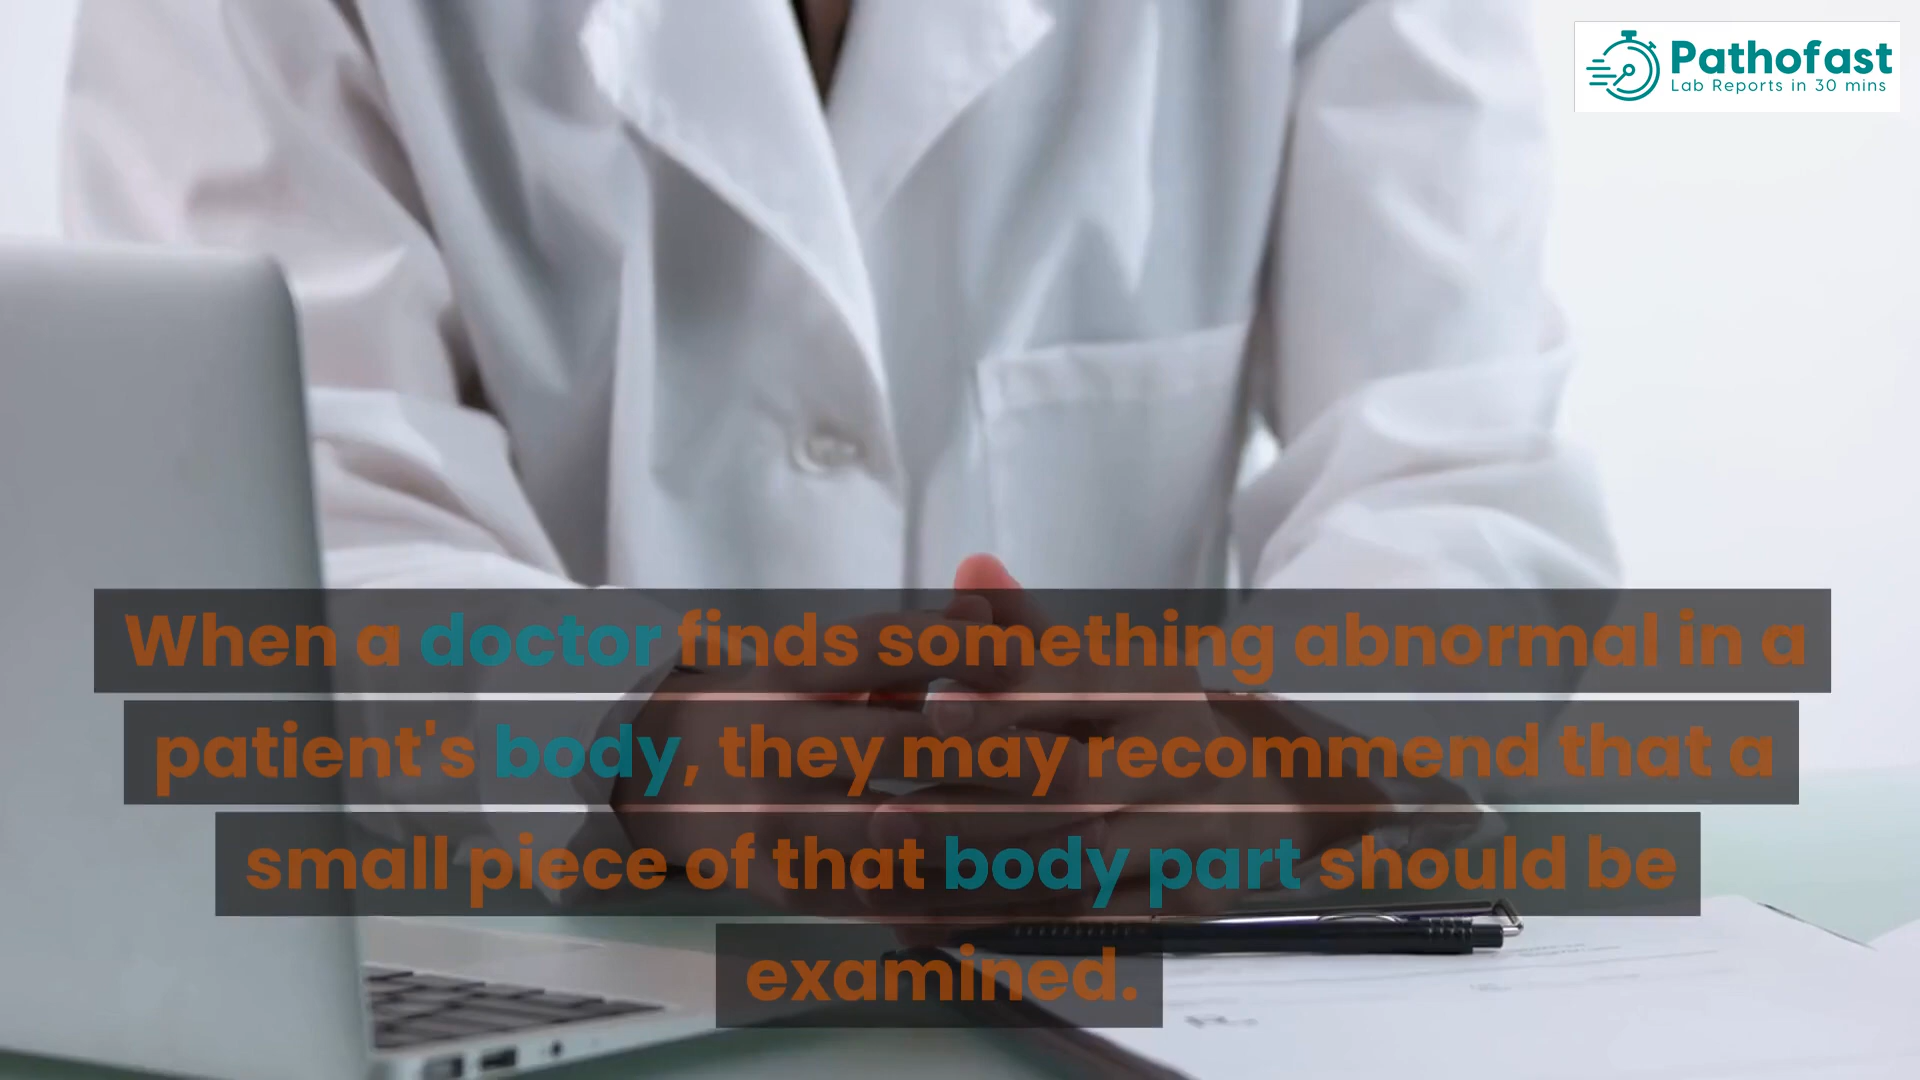 Pathofast
Lab Reports in 30 mins
When a doctor finds something abnormal in a
patient's body, they may recommend that a
small piece of that body part should be
examined.